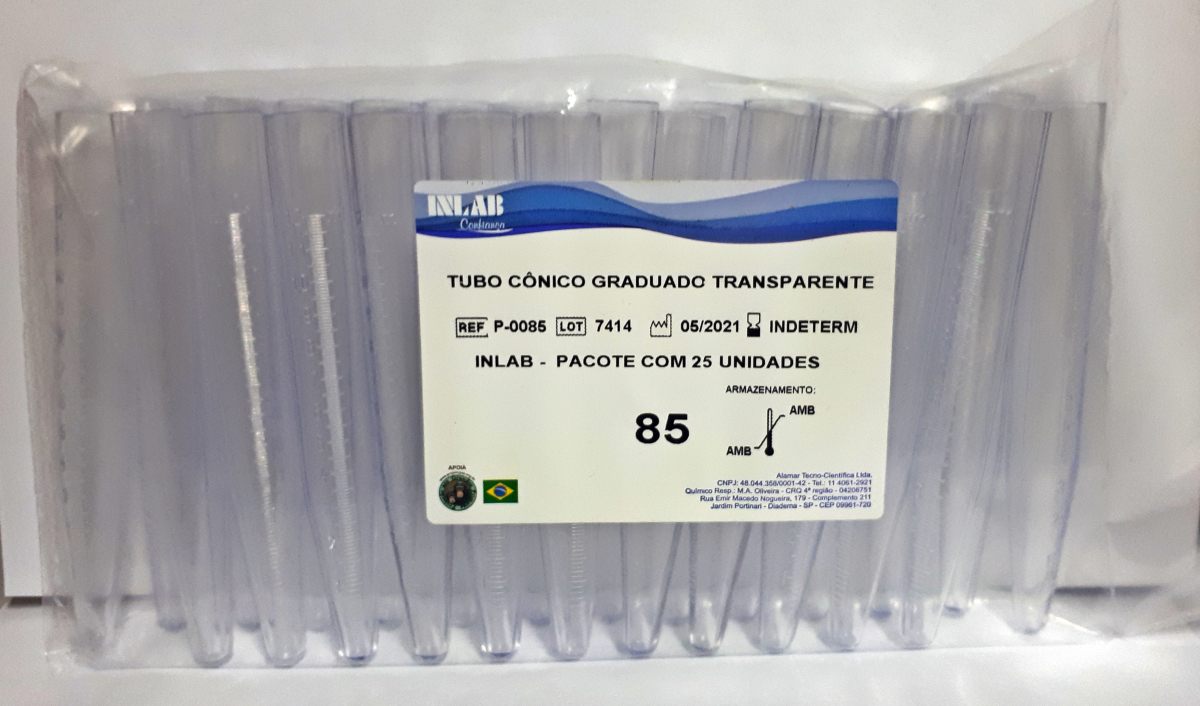 INLAB
Confiança
TUBO CÔNICO GRADUADO TRANSPARENTE
REF P-0085 LOT 7414 05/2021 INDETERM
INLAB - PACOTE COM 25 UNIDADES
ARMAZENAMENTO:
85
AMB
AMB
APOIA
Alamar Tecno-Científica Ltda.
CNPJ: 48.044.358/0001-42 - Tel.: 11 4061-2921
Químico Resp.: M.A. Oliveira - CRQ 4ª região - 04206751
Rua Emir Macedo Nogueira, 179 - Complemento 211
Jardim Portinari - Diadema - SP - CEP 09961-720